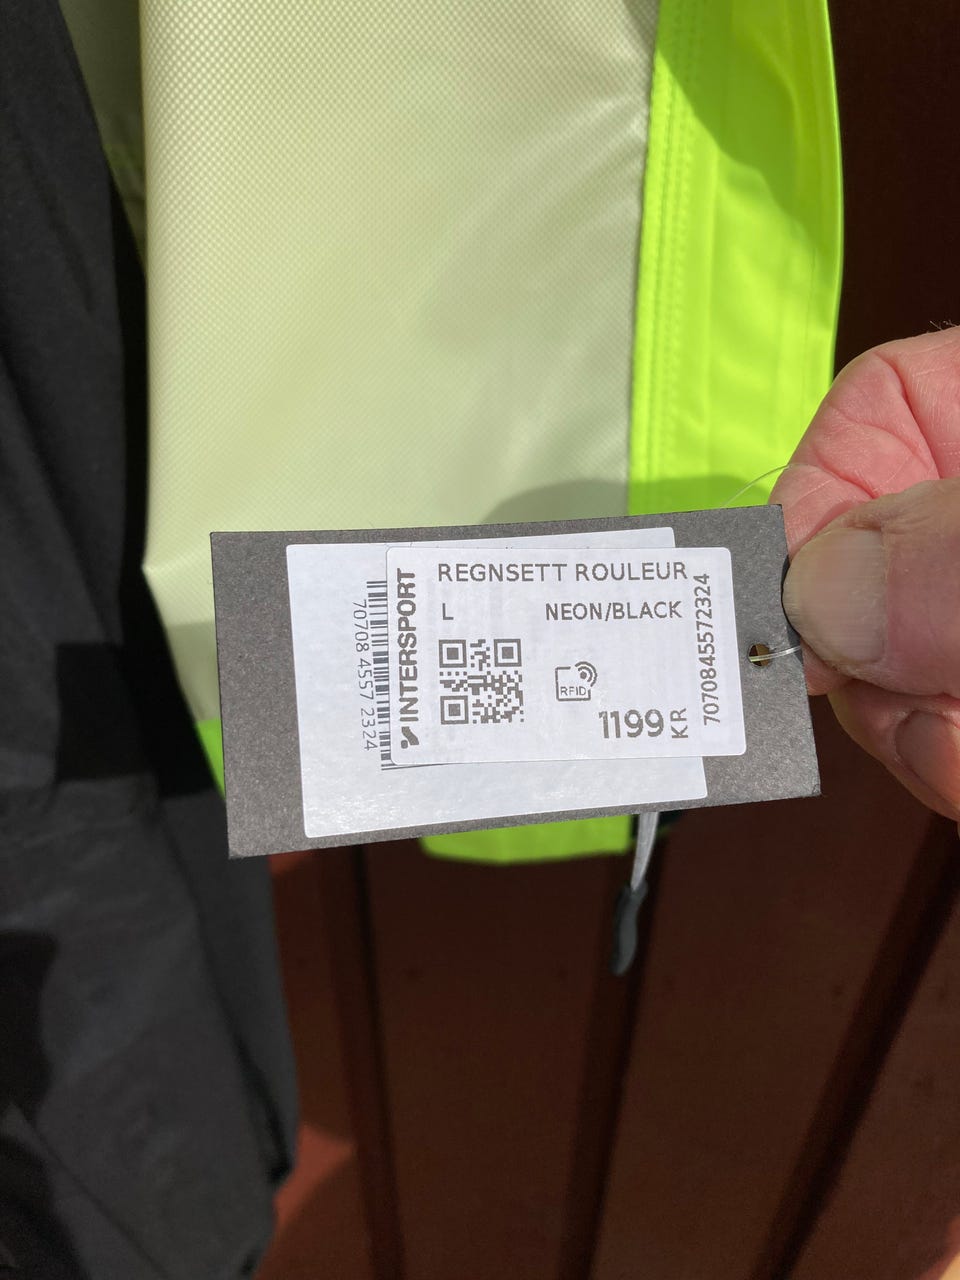 REGNSETT ROULEUR
L NEON/BLACK
RFID
1199 KR
INTERSPORT
7070845572324
70708 4557 2324